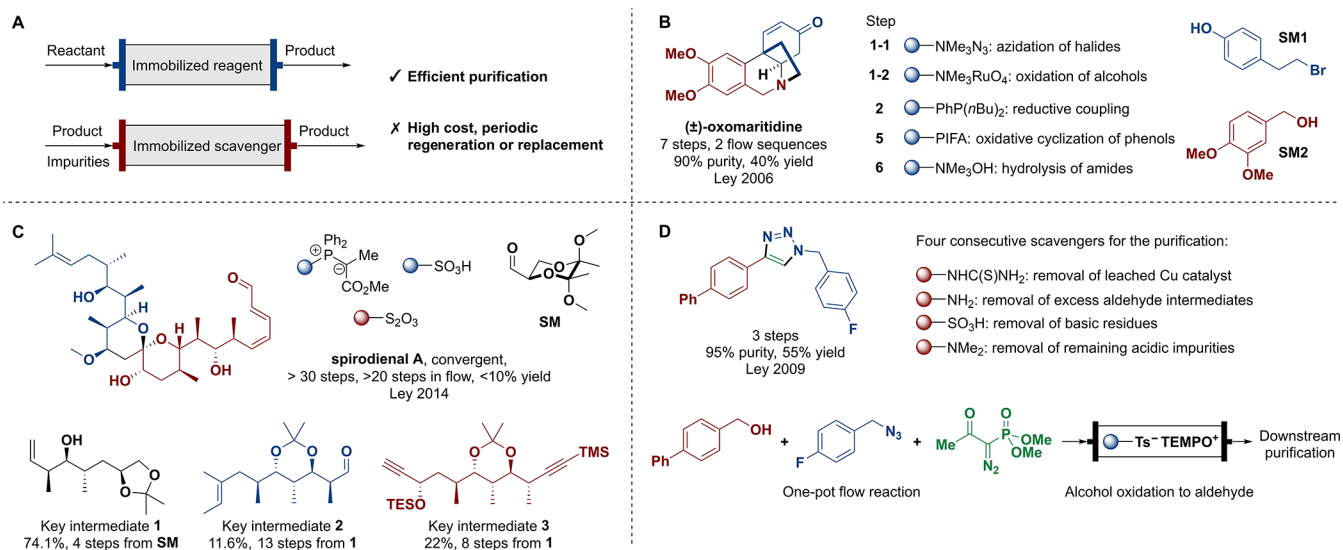 A
Reactant
Immobilized reagent
Product
✓ Efficient purification
Product
Impurities
Immobilized scavenger
Product
✗ High cost, periodic
regeneration or replacement
B
O
MeO
MeO
H
N
(±)-oxomaritidine
7 steps, 2 flow sequences
90% purity, 40% yield
Ley 2006
Step
1-1 NMe3N3: azidation of halides
1-2 NMe3RuO4: oxidation of alcohols
2 PhP(nBu)2: reductive coupling
5 PIFA: oxidative cyclization of phenols
6 NMe3OH: hydrolysis of amides
HO
SM1
Br
OH
MeO
SM2
OMe
C
HO
H
O
O
O
H
O
HO
OH
Ph2
P
⊕
⊖
Me
CO2Me
SO3H
S2O3
O
O
O
O
O
SM
spirodienal A, convergent,
> 30 steps, >20 steps in flow, <10% yield
Ley 2014
OH
O
O
Key intermediate 1
74.1%, 4 steps from SM
O
O
O
Key intermediate 2
11.6%, 13 steps from 1
O
O
TMS
TESO
Key intermediate 3
22%, 8 steps from 1
D
N
N
N
Ph
F
3 steps
95% purity, 55% yield
Ley 2009
Four consecutive scavengers for the purification:
NHC(S)NH2: removal of leached Cu catalyst
NH2: removal of excess aldehyde intermediates
SO3H: removal of basic residues
NMe2: removal of remaining acidic impurities
OH
Ph
+
N3
F
+
O
O
Me
P
OMe
OMe
N2
Ts− TEMPO+
Downstream
purification
One-pot flow reaction
Alcohol oxidation to aldehyde